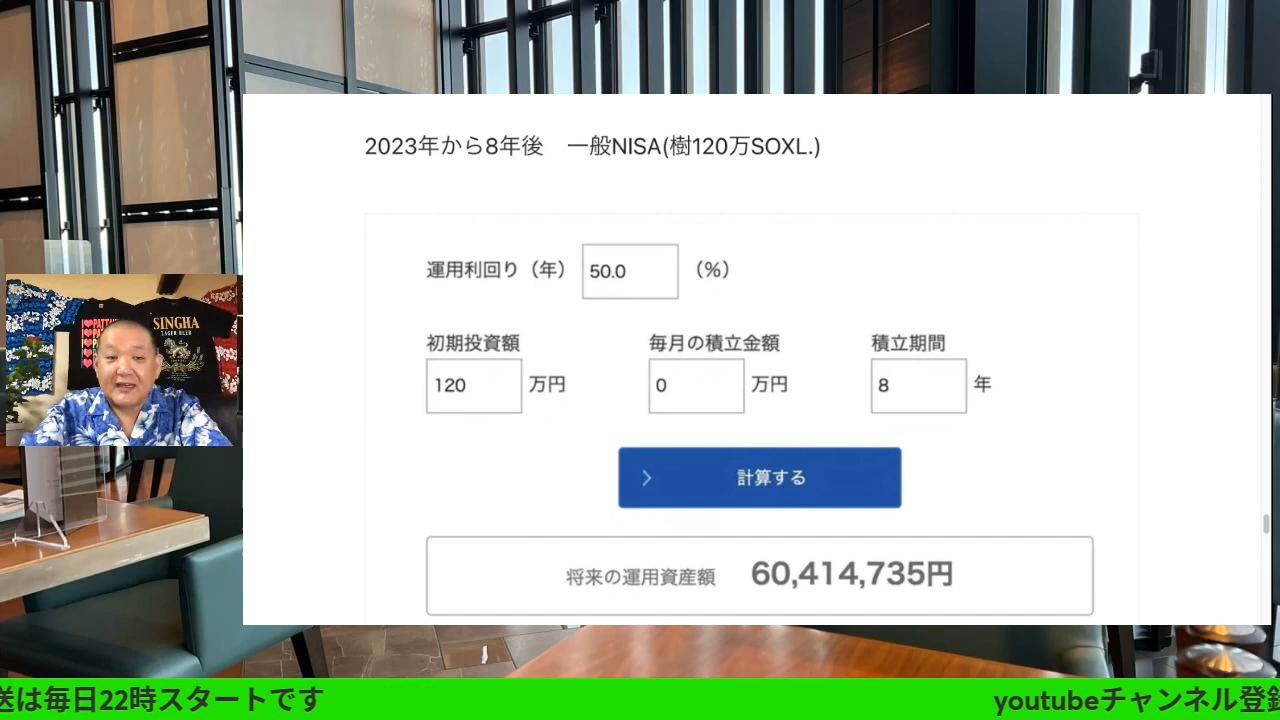 2023年から8年後　一般NISA(樹120万SOXL.)
運用利回り（年） 50.0 （%）
初期投資額 毎月の積立金額 積立期間
120 万円 0 万円 8 年
計算する
将来の運用資産額 60,414,735円
SINGHA
LAGER BEER
送は毎日22時スタートです youtubeチャンネル登録